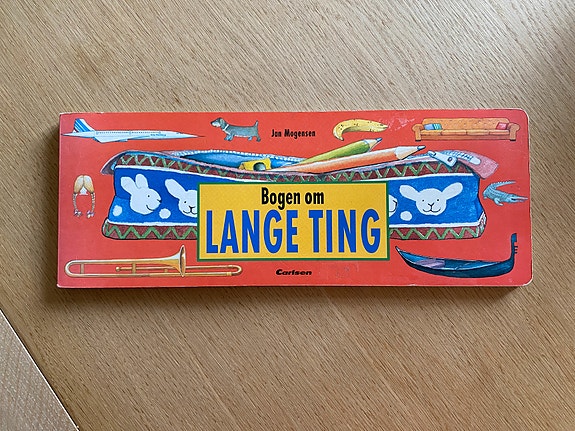 Jan Mogensen
Bogen om
LANGE TING
Carlsen